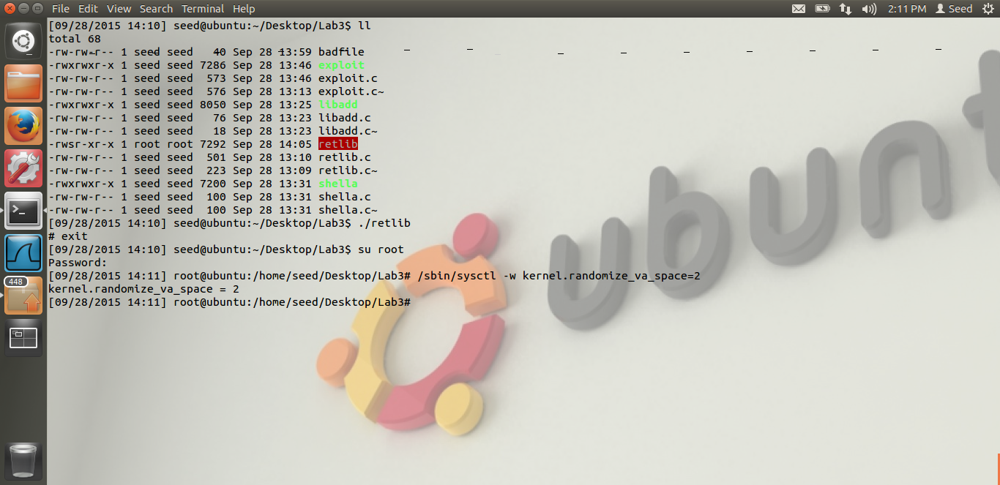 File Edit View Search Terminal Help 2:11 PM Seed
[09/28/2015 14:10] seed@ubuntu:~/Desktop/Lab3$ ll
total 68
-rw-rw-r-- 1 seed seed   40 Sep 28 13:59 badfile
-rwxrwxr-x 1 seed seed 7286 Sep 28 13:46 exploit
-rw-rw-r-- 1 seed seed  573 Sep 28 13:46 exploit.c
-rw-rw-r-- 1 seed seed  576 Sep 28 13:13 exploit.c~
-rwxrwxr-x 1 seed seed 8050 Sep 28 13:25 libadd
-rw-rw-r-- 1 seed seed   76 Sep 28 13:23 libadd.c
-rw-rw-r-- 1 seed seed   18 Sep 28 13:23 libadd.c~
-rwsr-xr-x 1 root root 7292 Sep 28 14:05 retlib
-rw-rw-r-- 1 seed seed  501 Sep 28 13:10 retlib.c
-rw-rw-r-- 1 seed seed  223 Sep 28 13:09 retlib.c~
-rwxrwxr-x 1 seed seed 7200 Sep 28 13:31 shella
-rw-rw-r-- 1 seed seed  100 Sep 28 13:31 shella.c
-rw-rw-r-- 1 seed seed  100 Sep 28 13:31 shella.c~
[09/28/2015 14:10] seed@ubuntu:~/Desktop/Lab3$ ./retlib
# exit
[09/28/2015 14:10] seed@ubuntu:~/Desktop/Lab3$ su root
Password:
[09/28/2015 14:11] root@ubuntu:/home/seed/Desktop/Lab3# /sbin/sysctl -w kernel.randomize_va_space=2
kernel.randomize_va_space = 2
[09/28/2015 14:11] root@ubuntu:/home/seed/Desktop/Lab3#
448
ubunt